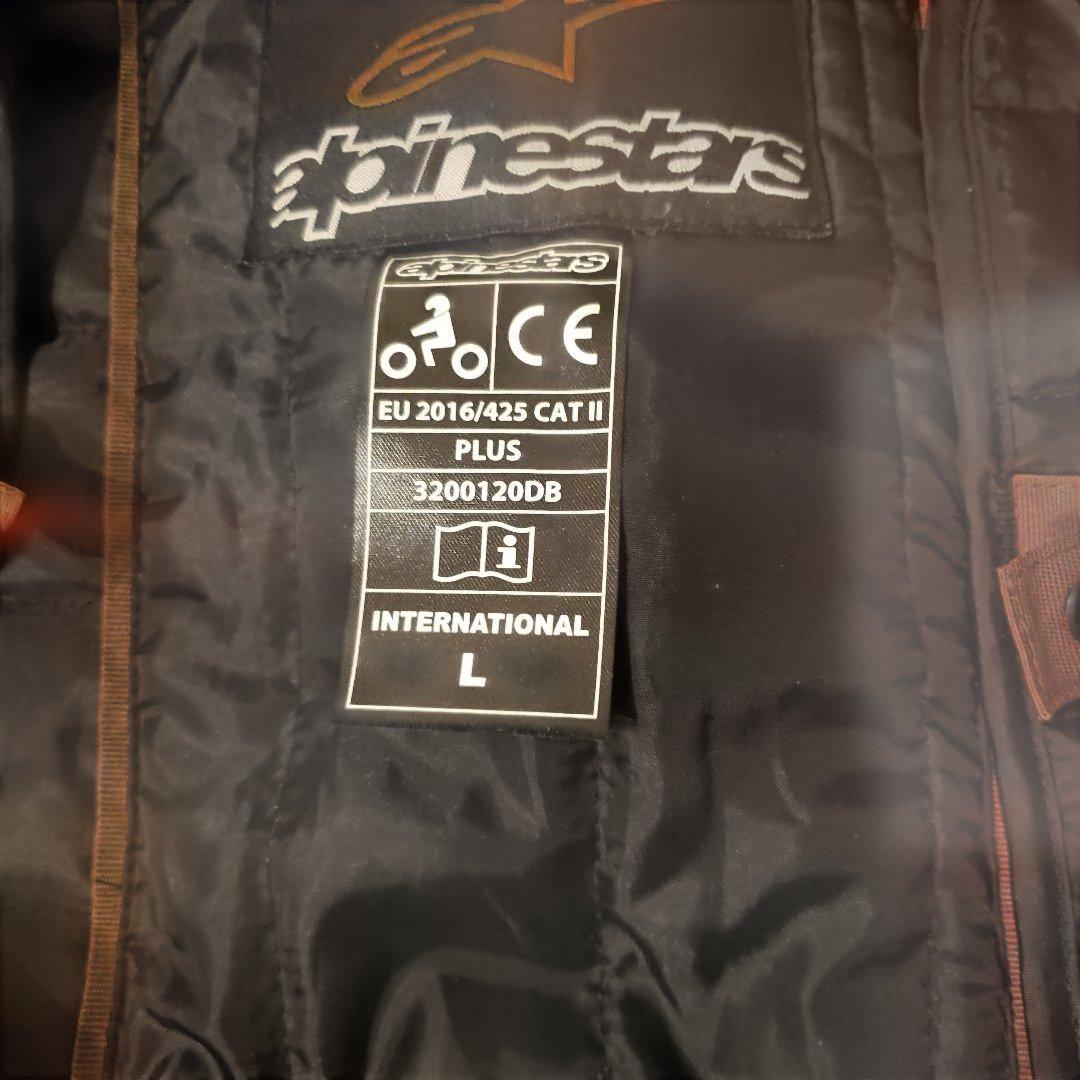 alpinestars
alpinestars
CE
EU 2016/425 CAT II
PLUS
3200120DB
i
INTERNATIONAL
L